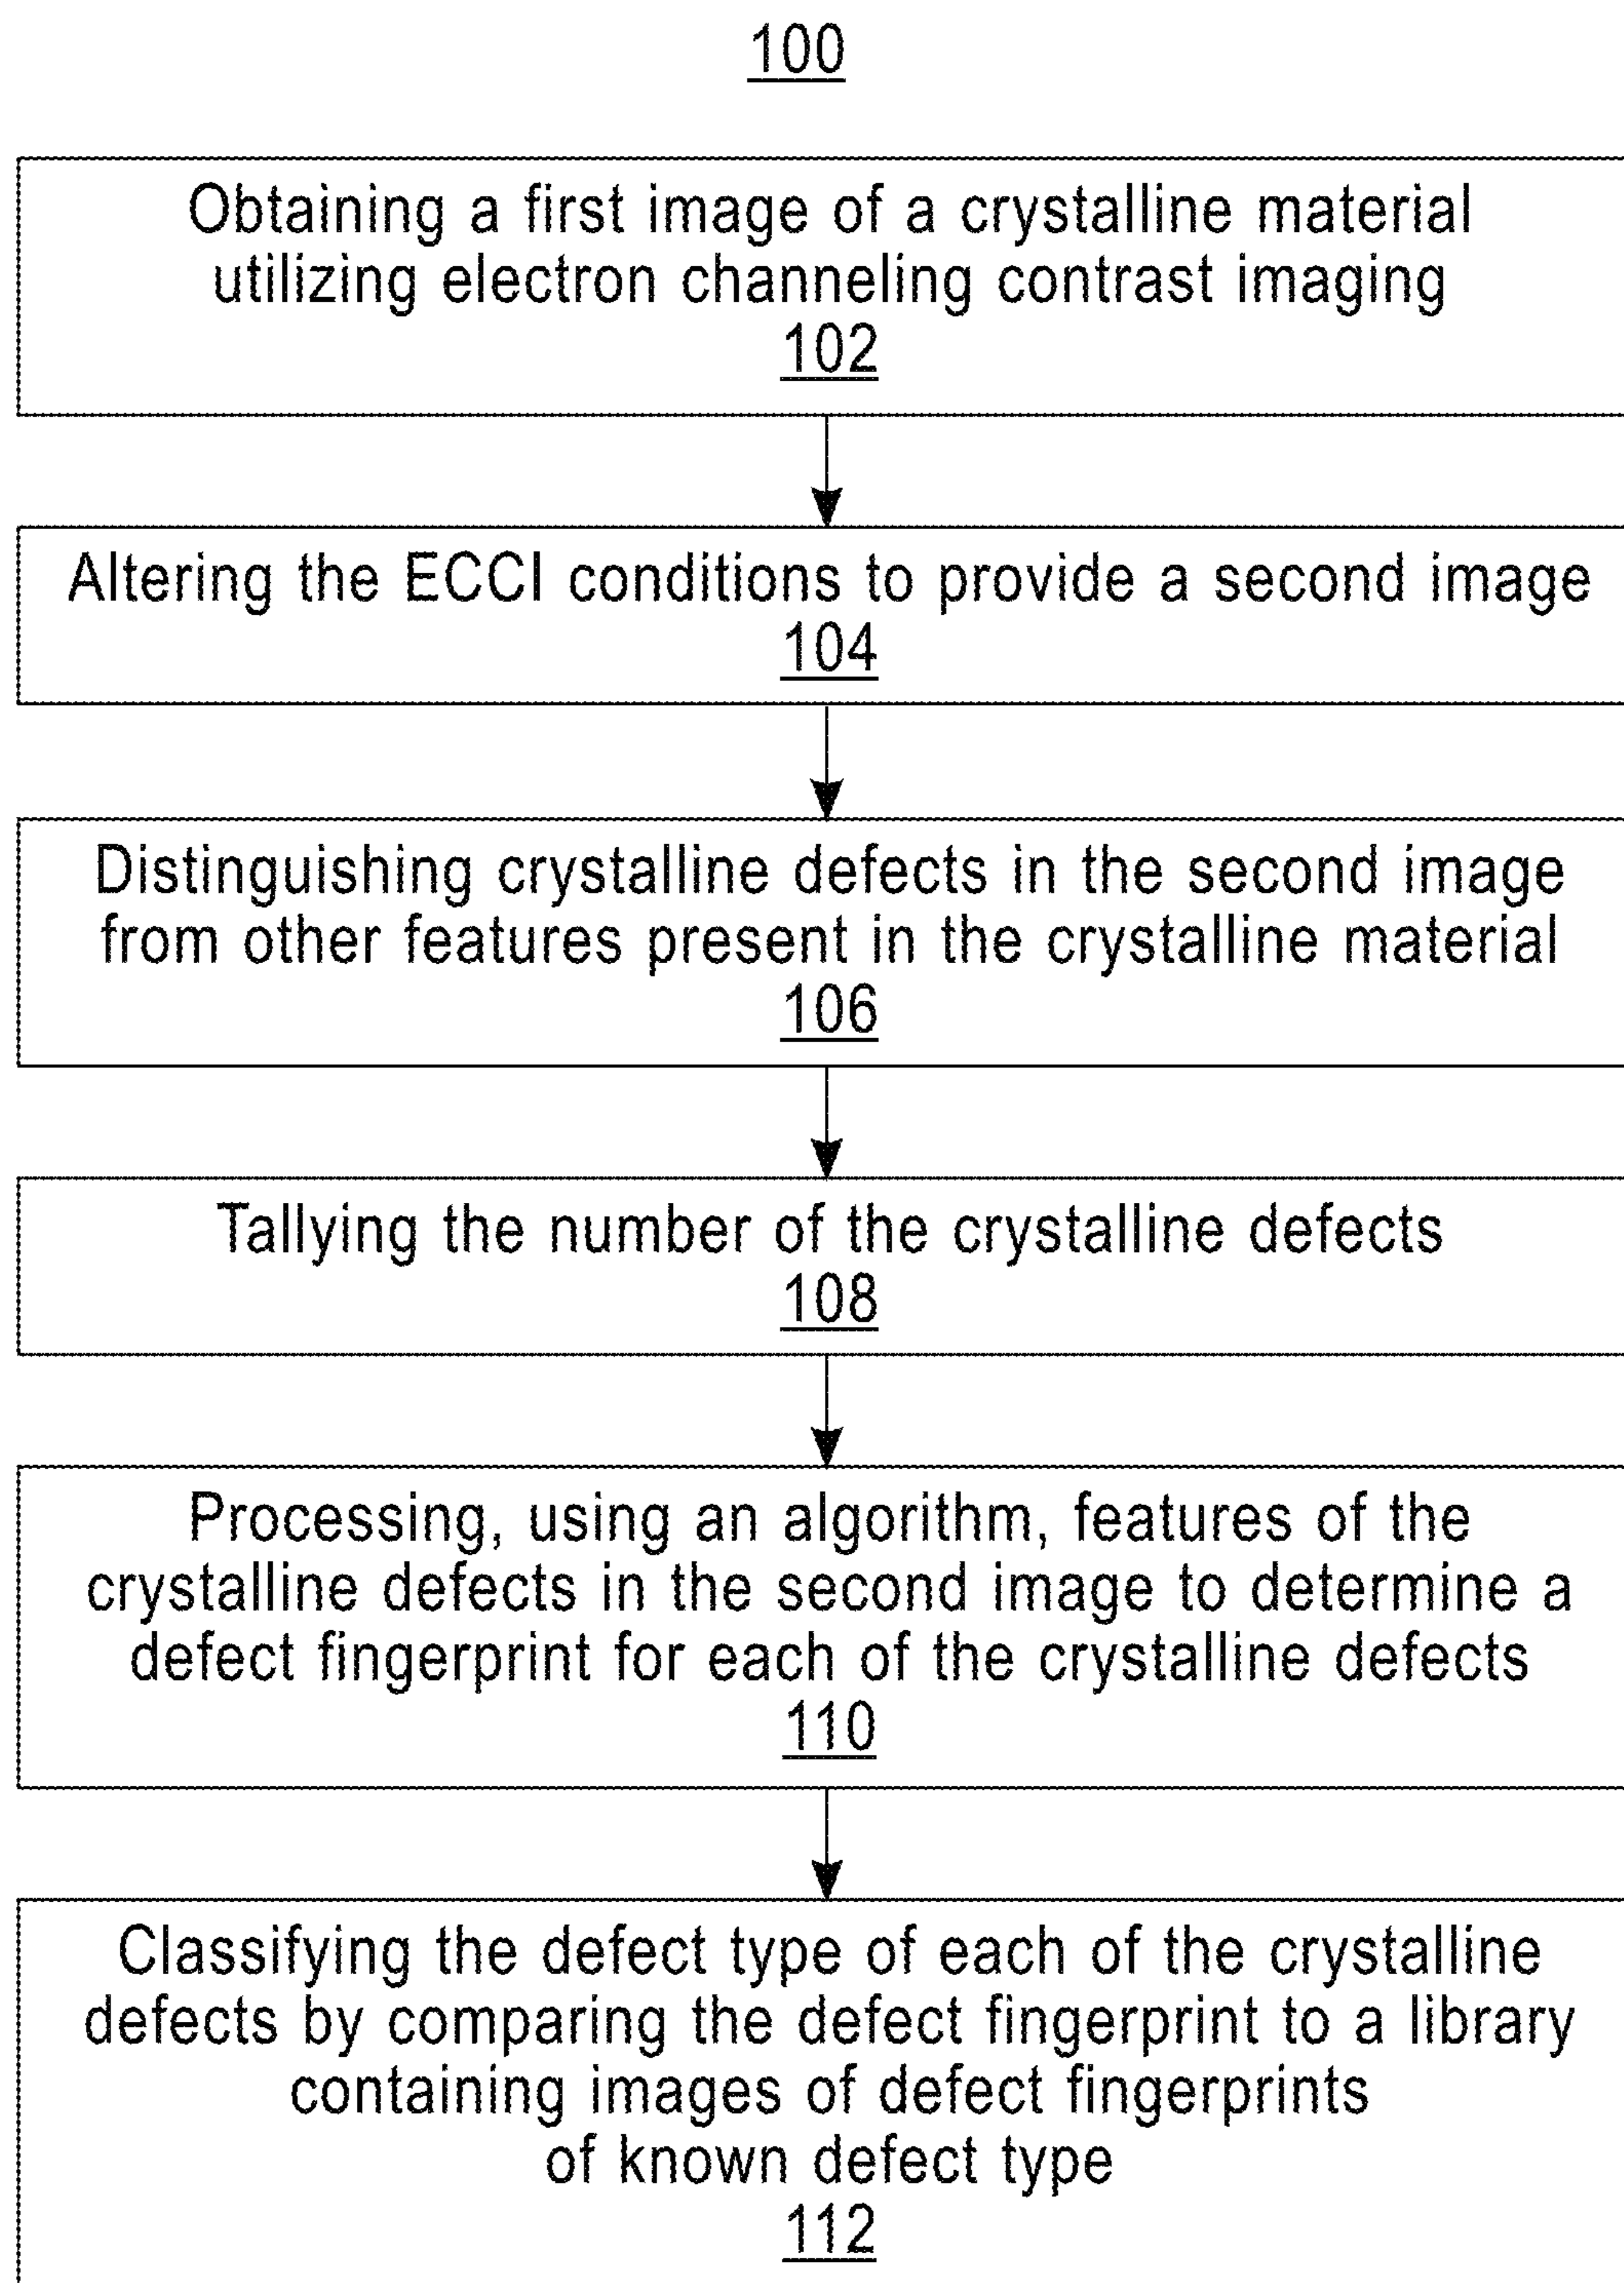 100
Obtaining a first image of a crystalline material
utilizing electron channeling contrast imaging
102
Altering the ECCI conditions to provide a second image
104
Distinguishing crystalline defects in the second image
from other features present in the crystalline material
106
Tallying the number of the crystalline defects
108
Processing, using an algorithm, features of the
crystalline defects in the second image to determine a
defect fingerprint for each of the crystalline defects
110
Classifying the defect type of each of the crystalline
defects by comparing the defect fingerprint to a library
containing images of defect fingerprints
of known defect type
112